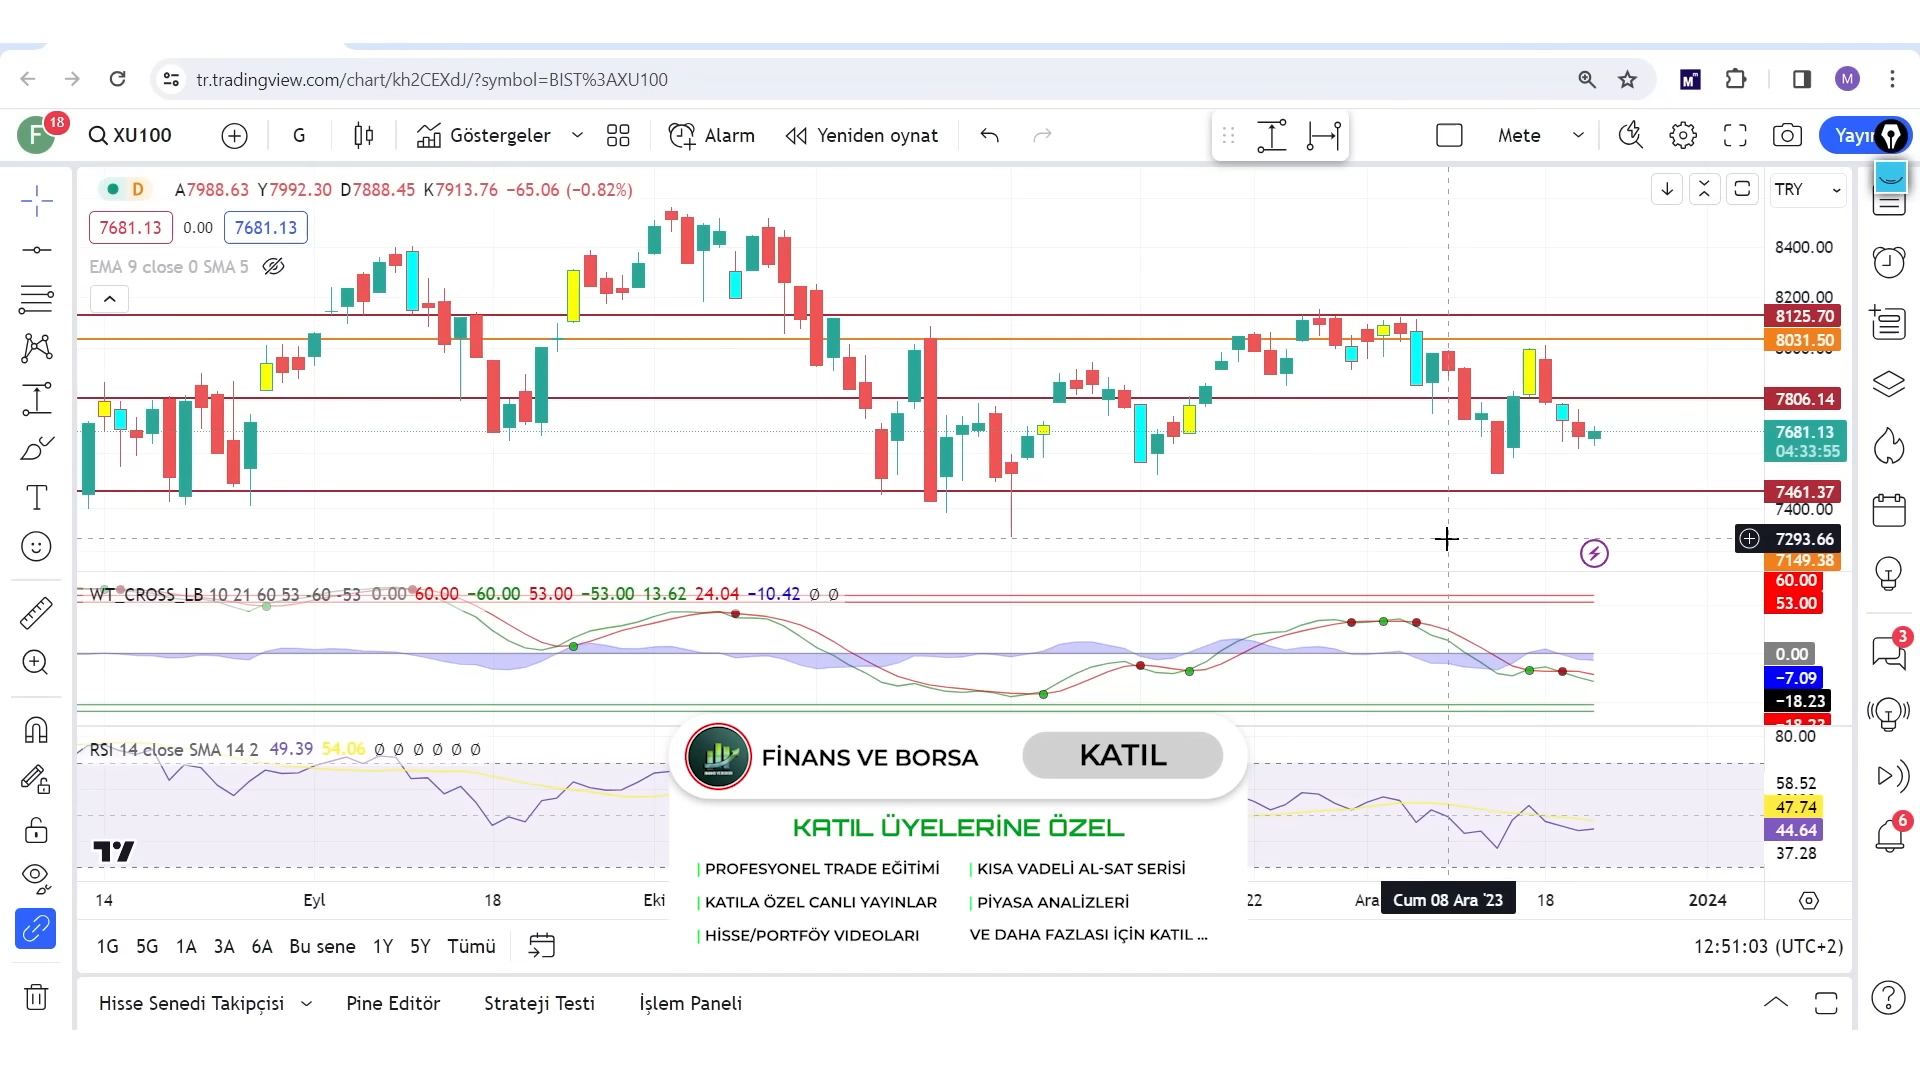 tr.tradingview.com/chart/kh2CEXdJ/?symbol=BIST%3AXU100
M
M
F 18 XU100 G Göstergeler Alarm Yeniden oynat Mete
D A7988.63 Y7992.30 D7888.45 K7913.76 −65.06 (−0.82%)
TRY
7681.13 0.00 7681.13
EMA 9 close 0 SMA 5
8400.00
8200.00
8125.70
8031.50
7806.14
7681.13
04:33:55
7461.37
7400.00
7293.66
7149.38
WT_CROSS_LB 10 21 60 53 -60 -53 0.00 60.00 −60.00 53.00 −53.00 13.62 24.04 −10.42 ∅ ∅
60.00
53.00
0.00
−7.09
−18.23
RSI 14 close SMA 14 2 49.39 54.06 ∅ ∅ ∅ ∅ ∅ ∅
80.00
58.52
47.74
44.64
37.28
FİNANS VE BORSA KATIL
KATIL ÜYELERİNE ÖZEL
PROFESYONEL TRADE EĞİTİMİ
KISA VADELİ AL-SAT SERİSİ
KATILA ÖZEL CANLI YAYINLAR
PİYASA ANALİZLERİ
HİSSE/PORTFÖY VIDEOLARI
VE DAHA FAZLASI İÇİN KATIL ...
14 Eyl 18 Eki 22 Ara Cum 08 Ara '23 18 2024
1G 5G 1A 3A 6A Bu sene 1Y 5Y Tümü
12:51:03 (UTC+2)
Hisse Senedi Takipçisi Pine Editör Strateji Testi İşlem Paneli
3
6